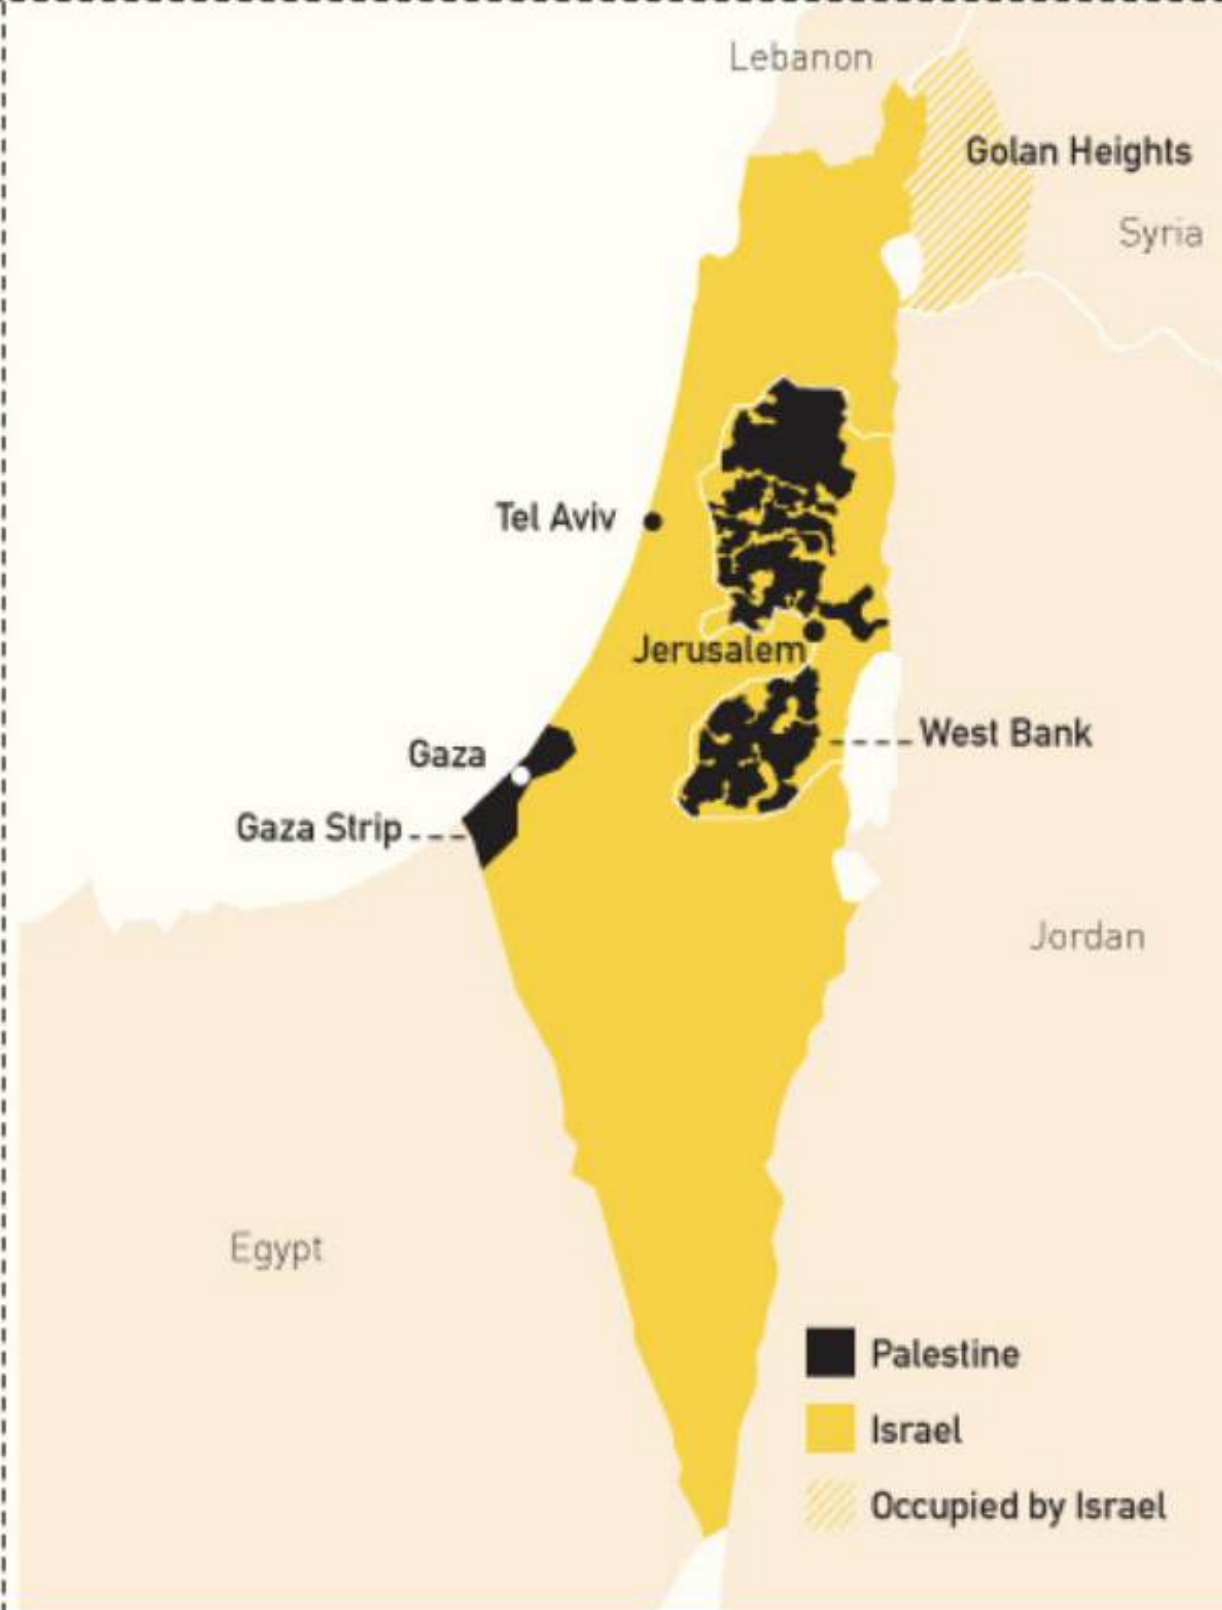 Lebanon
Golan Heights
Syria
Tel Aviv
Jerusalem
West Bank
Gaza
Gaza Strip
Jordan
Egypt
Palestine
Israel
Occupied by Israel